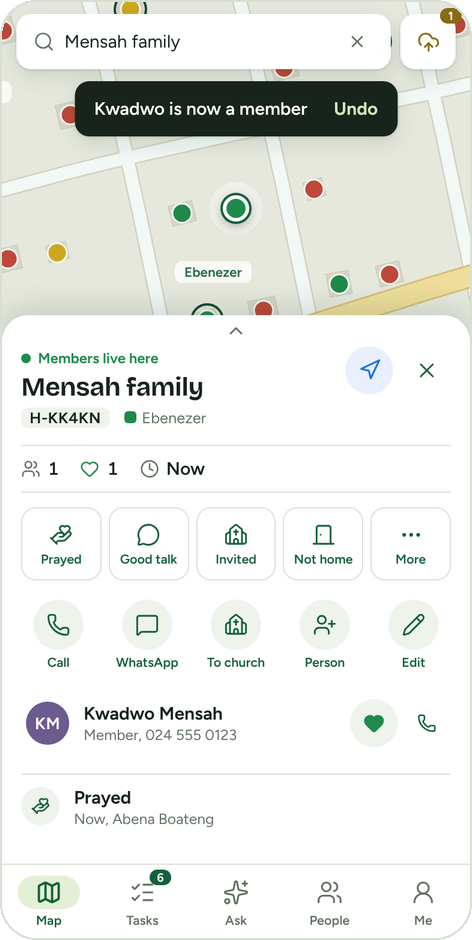 Mensah family
1
Kwadwo is now a member Undo
Ebenezer
Members live here
Mensah family
H-KK4KN Ebenezer
1 1 Now
Prayed Good talk Invited Not home More
Call WhatsApp To church Person Edit
KM
Kwadwo Mensah
Member, 024 555 0123
Prayed
Now, Abena Boateng
6
Map Tasks Ask People Me